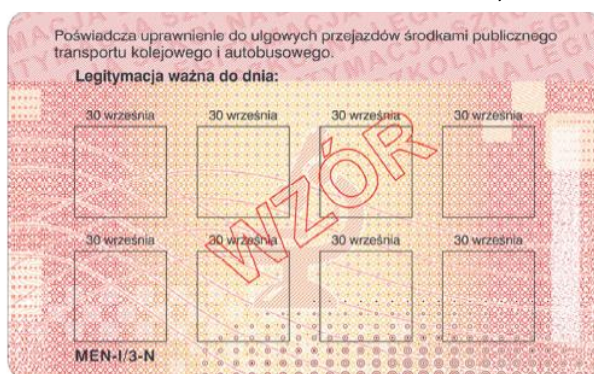 Poświadcza uprawnienie do ulgowych przejazdów środkami publicznego
transportu kolejowego i autobusowego.
Legitymacja ważna do dnia:
30 września 30 września 30 września 30 września
WZÓR
30 września 30 września 30 września 30 września
MEN-I/3-N